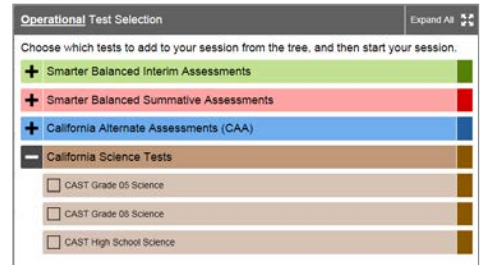 Operational Test Selection
Expand All
Choose which tests to add to your session from the tree, and then start your session.
Smarter Balanced Interim Assessments
Smarter Balanced Summative Assessments
California Alternate Assessments (CAA)
California Science Tests
CAST Grade 05 Science
CAST Grade 08 Science
CAST High School Science